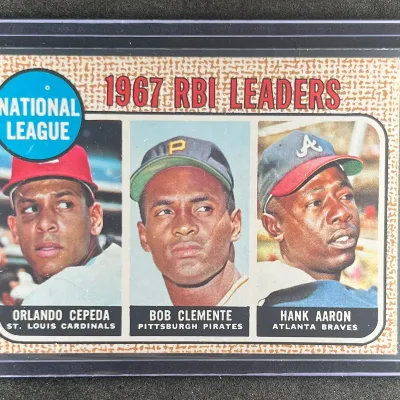 1967 RBI LEADERS
NATIONAL
LEAGUE
P
A
ORLANDO CEPEDA
ST. LOUIS CARDINALS
BOB CLEMENTE
PITTSBURGH PIRATES
HANK AARON
ATLANTA BRAVES